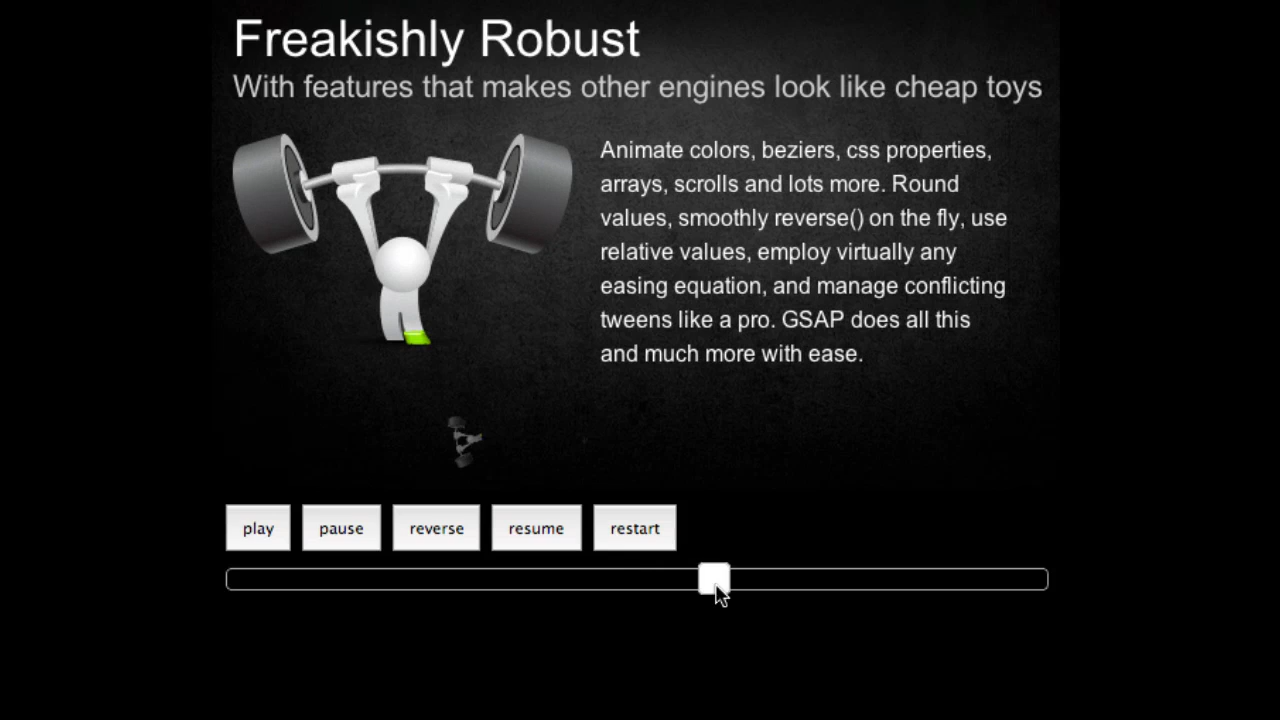 Freakishly Robust
With features that makes other engines look like cheap toys
Animate colors, beziers, css properties,
arrays, scrolls and lots more. Round
values, smoothly reverse() on the fly, use
relative values, employ virtually any
easing equation, and manage conflicting
tweens like a pro. GSAP does all this
and much more with ease.
play pause reverse resume restart